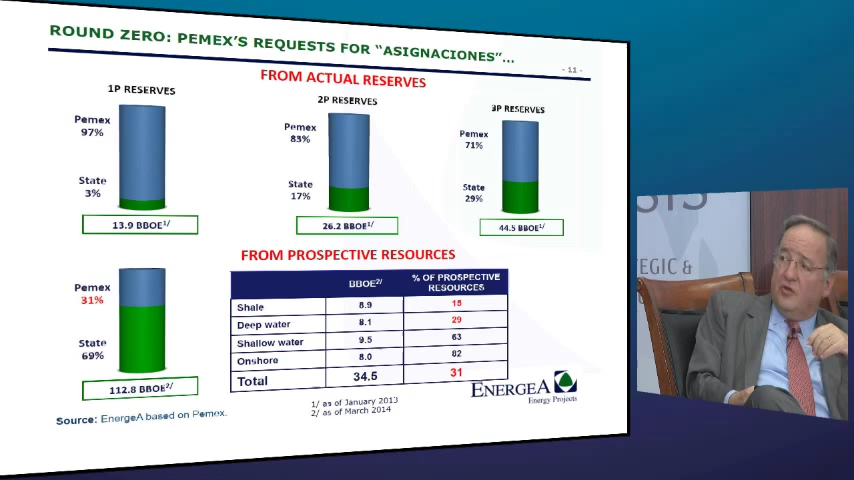 ROUND ZERO: PEMEX'S REQUESTS FOR "ASIGNACIONES"...
- 11 -
FROM ACTUAL RESERVES
1P RESERVES
2P RESERVES
3P RESERVES
Pemex
97%
State
3%
13.9 BBOE1/
Pemex
83%
State
17%
26.2 BBOE1/
Pemex
71%
State
29%
44.5 BBOE1/
FROM PROSPECTIVE RESOURCES
Pemex
31%
State
69%
112.8 BBOE2/
BBOE2/ % OF PROSPECTIVE
RESOURCES
Shale 8.9 18
Deep water 8.1 29
Shallow water 9.5 63
Onshore 8.0 82
Total 34.5 31
ENERGEA
Energy Projects
1/ as of January 2013
2/ as of March 2014
Source: EnergeA based on Pemex.
EGIC &